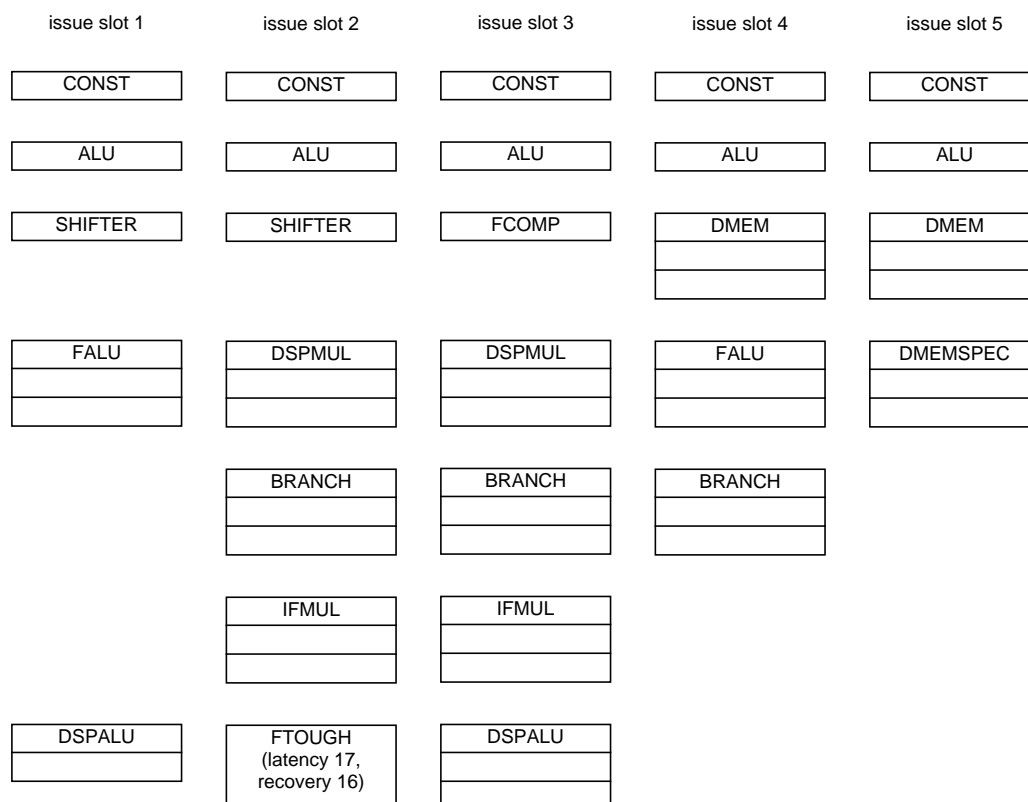 issue slot 1 issue slot 2 issue slot 3 issue slot 4 issue slot 5
CONST CONST CONST CONST CONST
ALU ALU ALU ALU ALU
SHIFTER SHIFTER FCOMP DMEM DMEM
FALU DSPMUL DSPMUL FALU DMEMSPEC
BRANCH BRANCH BRANCH
IFMUL IFMUL
DSPALU FTOUGH DSPALU
(latency 17,
recovery 16)